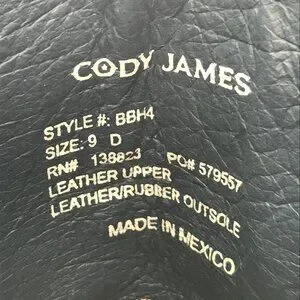 CODY JAMES
STYLE #: BBH4
SIZE: 9 D
RN# 138823 PO# 579557
LEATHER UPPER
LEATHER/RUBBER OUTSOLE
MADE IN MEXICO